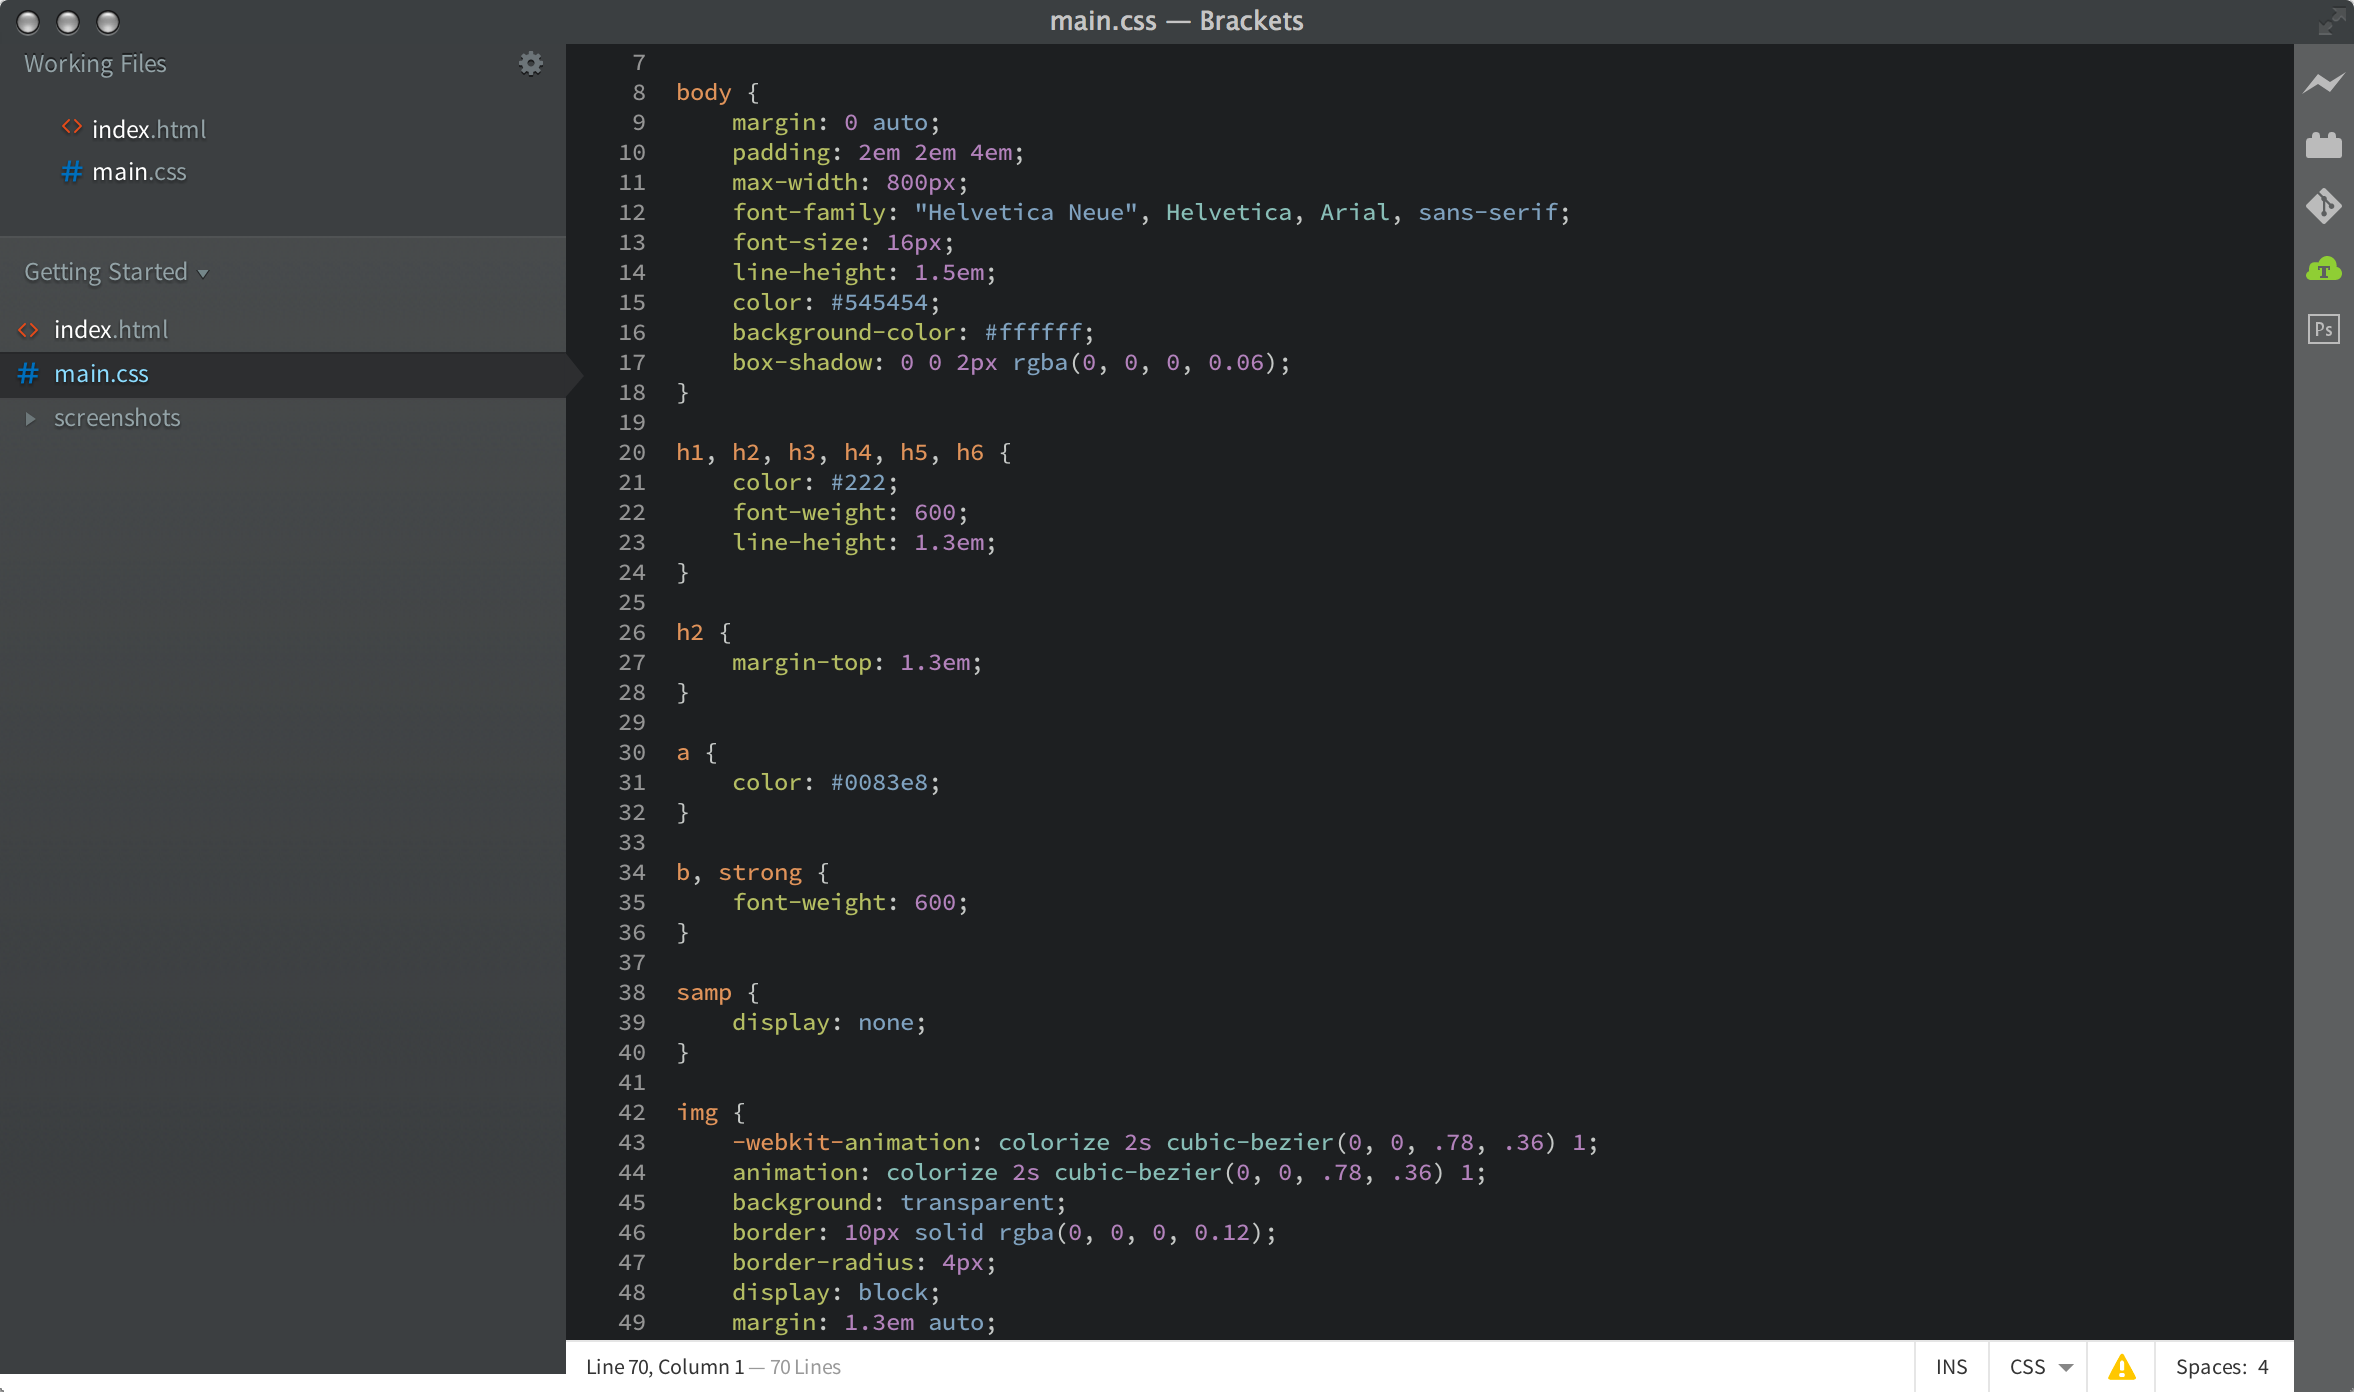 main.css — Brackets
Working Files
index.html
main.css
Getting Started
index.html
main.css
screenshots
7
8 body {
9 margin: 0 auto;
10 padding: 2em 2em 4em;
11 max-width: 800px;
12 font-family: "Helvetica Neue", Helvetica, Arial, sans-serif;
13 font-size: 16px;
14 line-height: 1.5em;
15 color: #545454;
16 background-color: #ffffff;
17 box-shadow: 0 0 2px rgba(0, 0, 0, 0.06);
18 }
19
20 h1, h2, h3, h4, h5, h6 {
21 color: #222;
22 font-weight: 600;
23 line-height: 1.3em;
24 }
25
26 h2 {
27 margin-top: 1.3em;
28 }
29
30 a {
31 color: #0083e8;
32 }
33
34 b, strong {
35 font-weight: 600;
36 }
37
38 samp {
39 display: none;
40 }
41
42 img {
43 -webkit-animation: colorize 2s cubic-bezier(0, 0, .78, .36) 1;
44 animation: colorize 2s cubic-bezier(0, 0, .78, .36) 1;
45 background: transparent;
46 border: 10px solid rgba(0, 0, 0, 0.12);
47 border-radius: 4px;
48 display: block;
49 margin: 1.3em auto;
T
Ps
Line 70, Column 1 — 70 Lines
INS
CSS
Spaces: 4